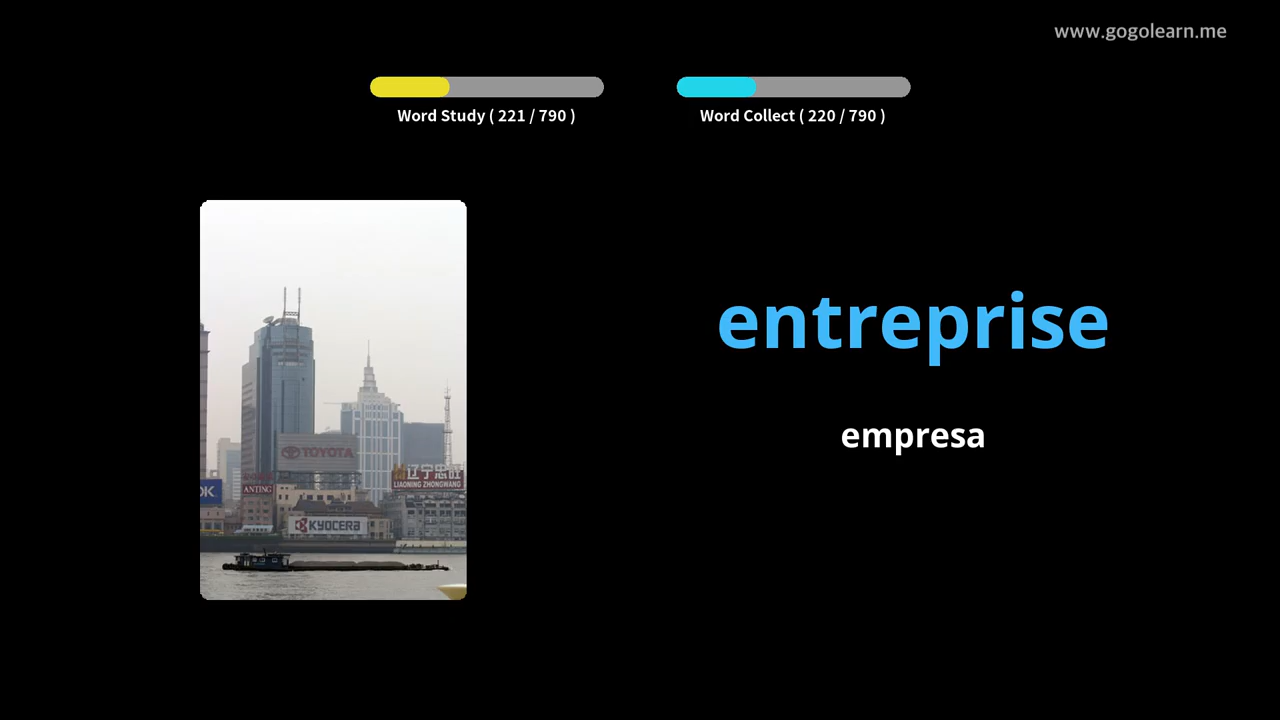 www.gogolearn.me
Word Study ( 221 / 790 )
Word Collect ( 220 / 790 )
entreprise
empresa
TOYOTA
辽宁忠旺
LIAONING ZHONGWANG
OK
ANTING
KYOCERA